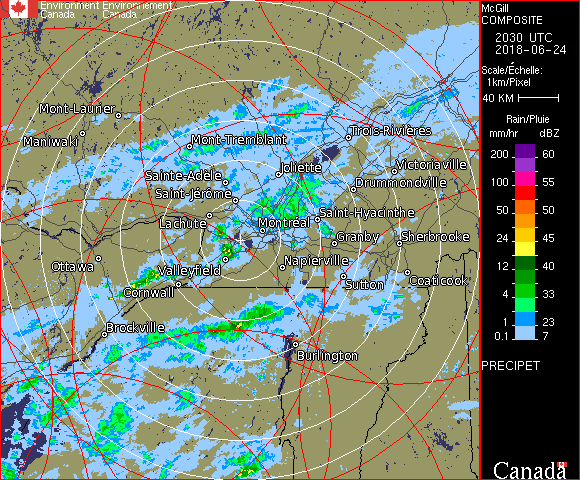 Environment Environnement
Canada Canada
McGill
COMPOSITE
2030 UTC
2018-06-24
Scale/Échelle:
1km/Pixel
40 KM
Rain/Pluie
mm/hr dBZ
200 60
100 55
50 50
24 45
12 40
4 33
1 23
0.1 7
PRECIPET
Canada
Mont-Laurier
Maniwaki
Mont-Tremblant
Trois-Rivières
Sainte-Adèle
Joliette
Victoriaville
Saint-Jérôme
Drummondville
Lachute
Saint-Hyacinthe
Montréal
Granby
Sherbrooke
Ottawa
Valleyfield
Napierville
Cornwall
Sutton
Coaticook
Brockville
Burlington